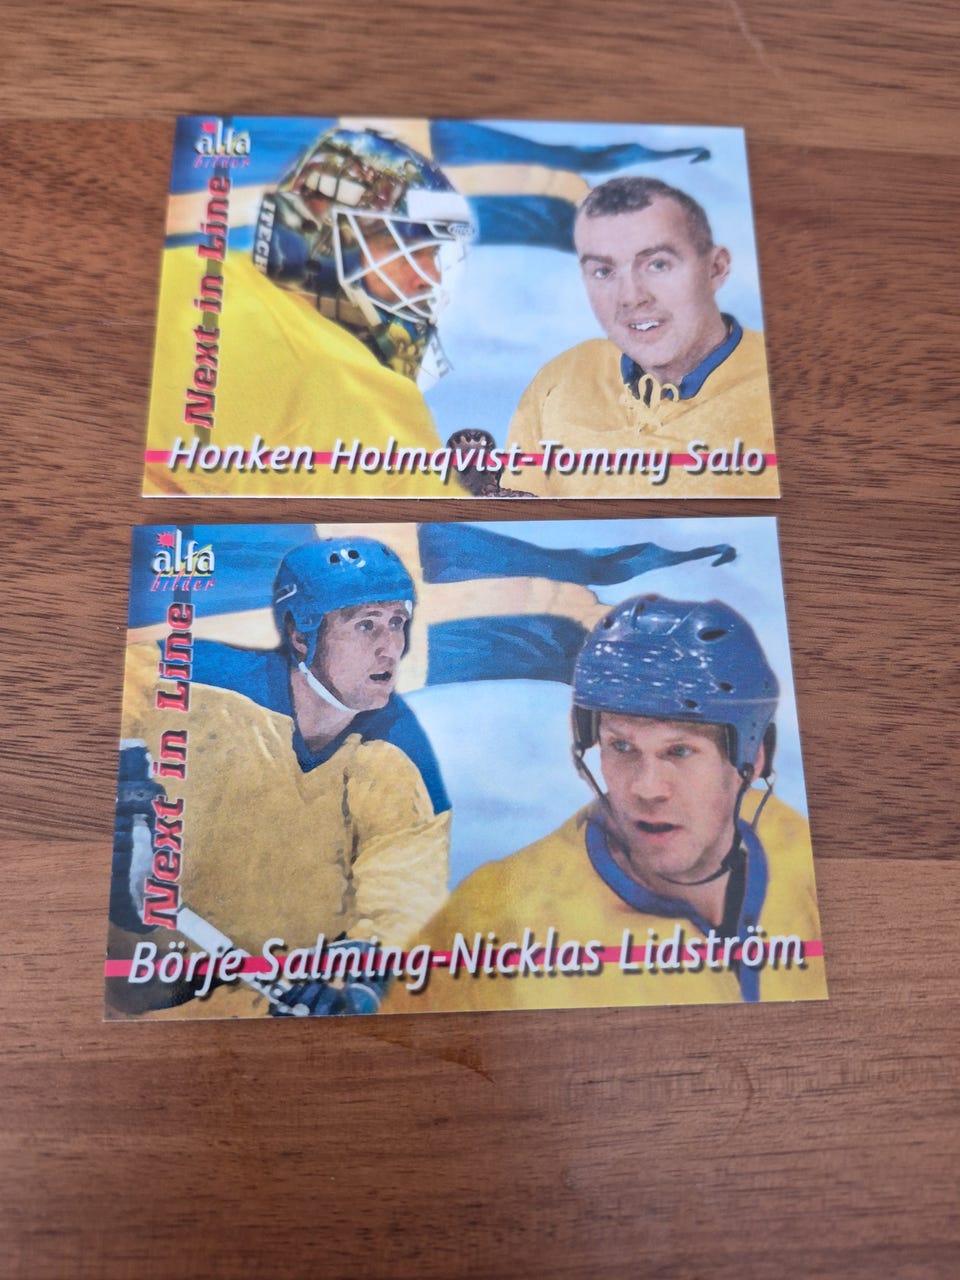 alfa
bilder
Next in Line
Honken Holmqvist-Tommy Salo
alfa
bilder
Next in Line
Börje Salming-Nicklas Lidström